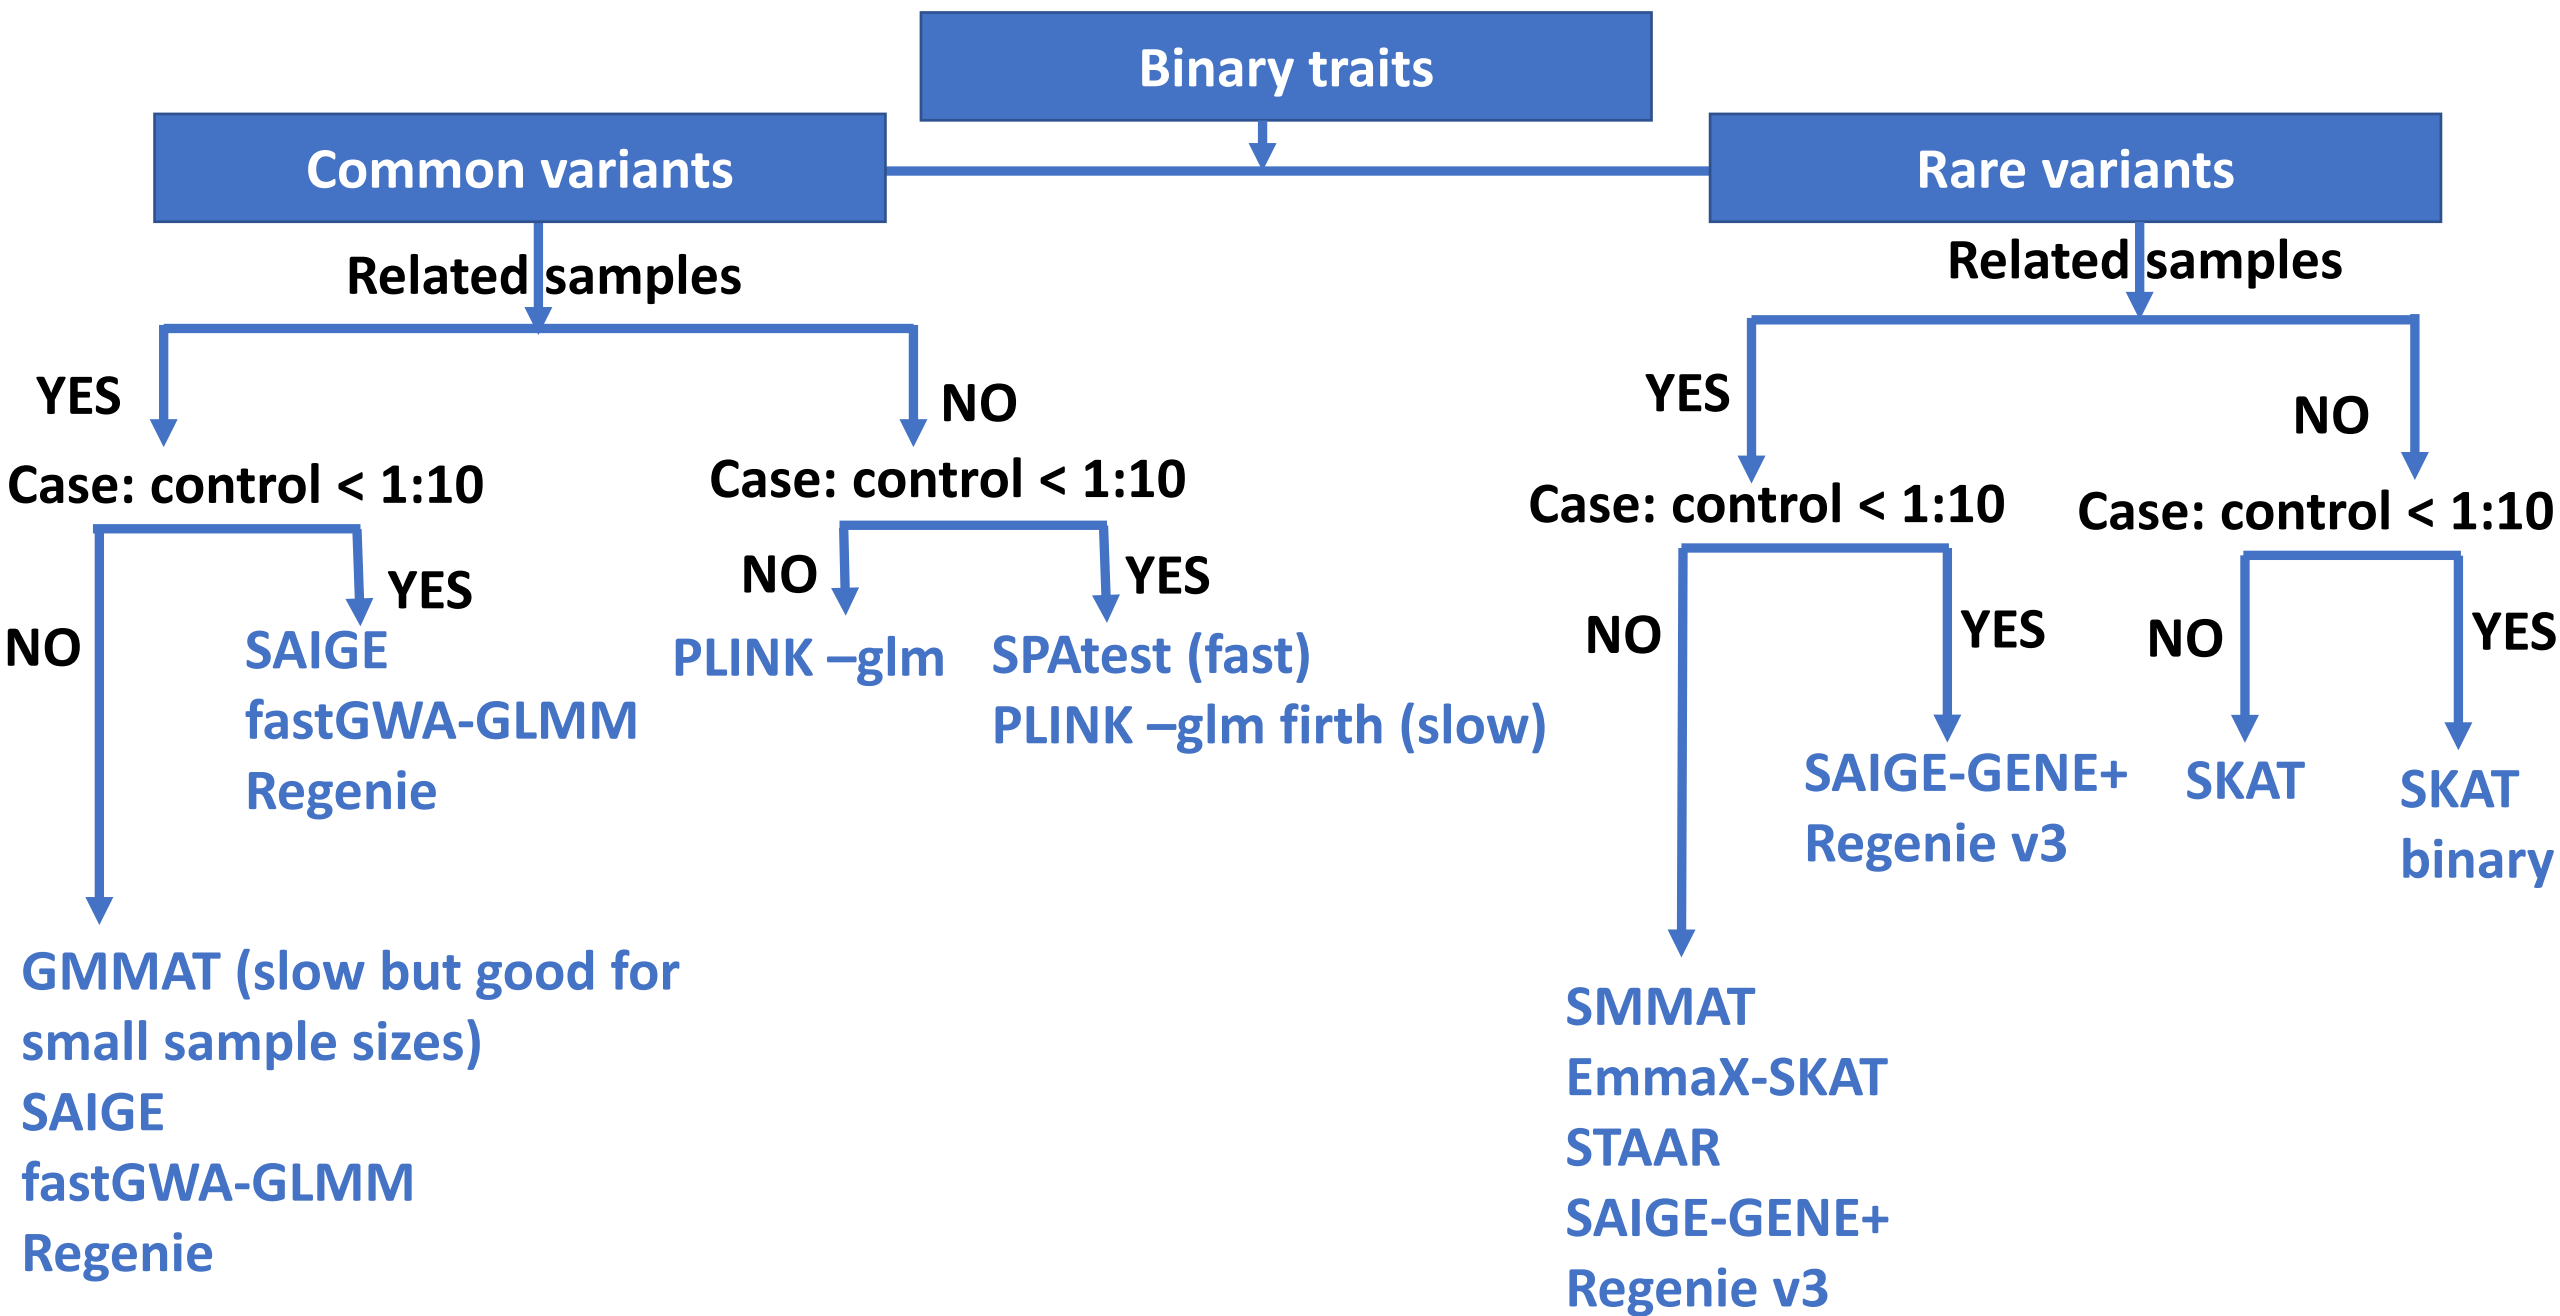 Binary traits
Common variants
Rare variants
Related samples
Related samples
YES
NO
YES
NO
Case: control < 1:10
Case: control < 1:10
Case: control < 1:10
Case: control < 1:10
NO
YES
NO
YES
NO
YES
NO
YES
SAIGE
fastGWA-GLMM
Regenie
PLINK –glm
SPAtest (fast)
PLINK –glm firth (slow)
SAIGE-GENE+
Regenie v3
SKAT
SKAT
binary
GMMAT (slow but good for
small sample sizes)
SAIGE
fastGWA-GLMM
Regenie
SMMAT
EmmaX-SKAT
STAAR
SAIGE-GENE+
Regenie v3